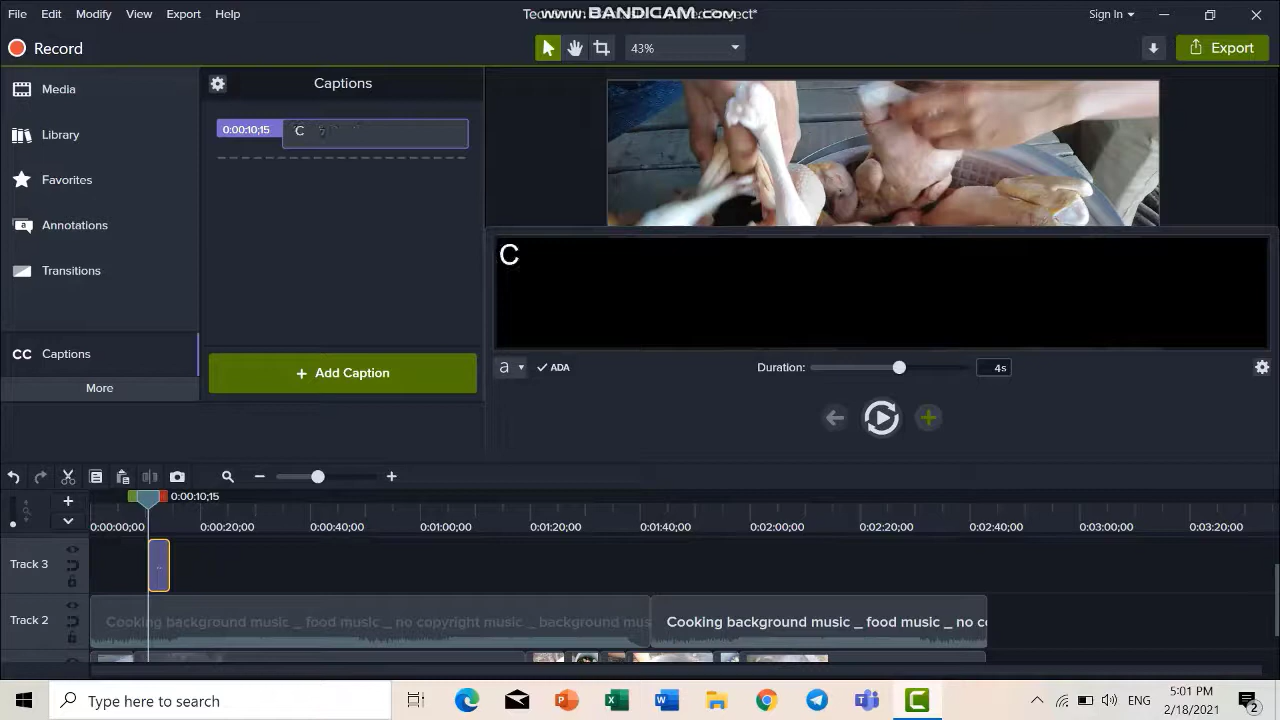 File Edit Modify View Export Help
www.BANDICAM.com
Sign In
Record
43%
Export
Media
Library
Favorites
Annotations
Transitions
CC Captions
More
Captions
0:00:10;15 C
+ Add Caption
C
a ADA
Duration: 4s
0:00:10;15
0:00:00;00 0:00:20;00 0:00:40;00 0:01:00;00 0:01:20;00 0:01:40;00 0:02:00;00 0:02:20;00 0:02:40;00 0:03:00;00 0:03:20;00
Track 3
Track 2
Cooking background music _ food music _ no copyright music _ background mus
Cooking background music _ food music _ no c
Type here to search
ENG
5:01 PM
2/18/2021
2